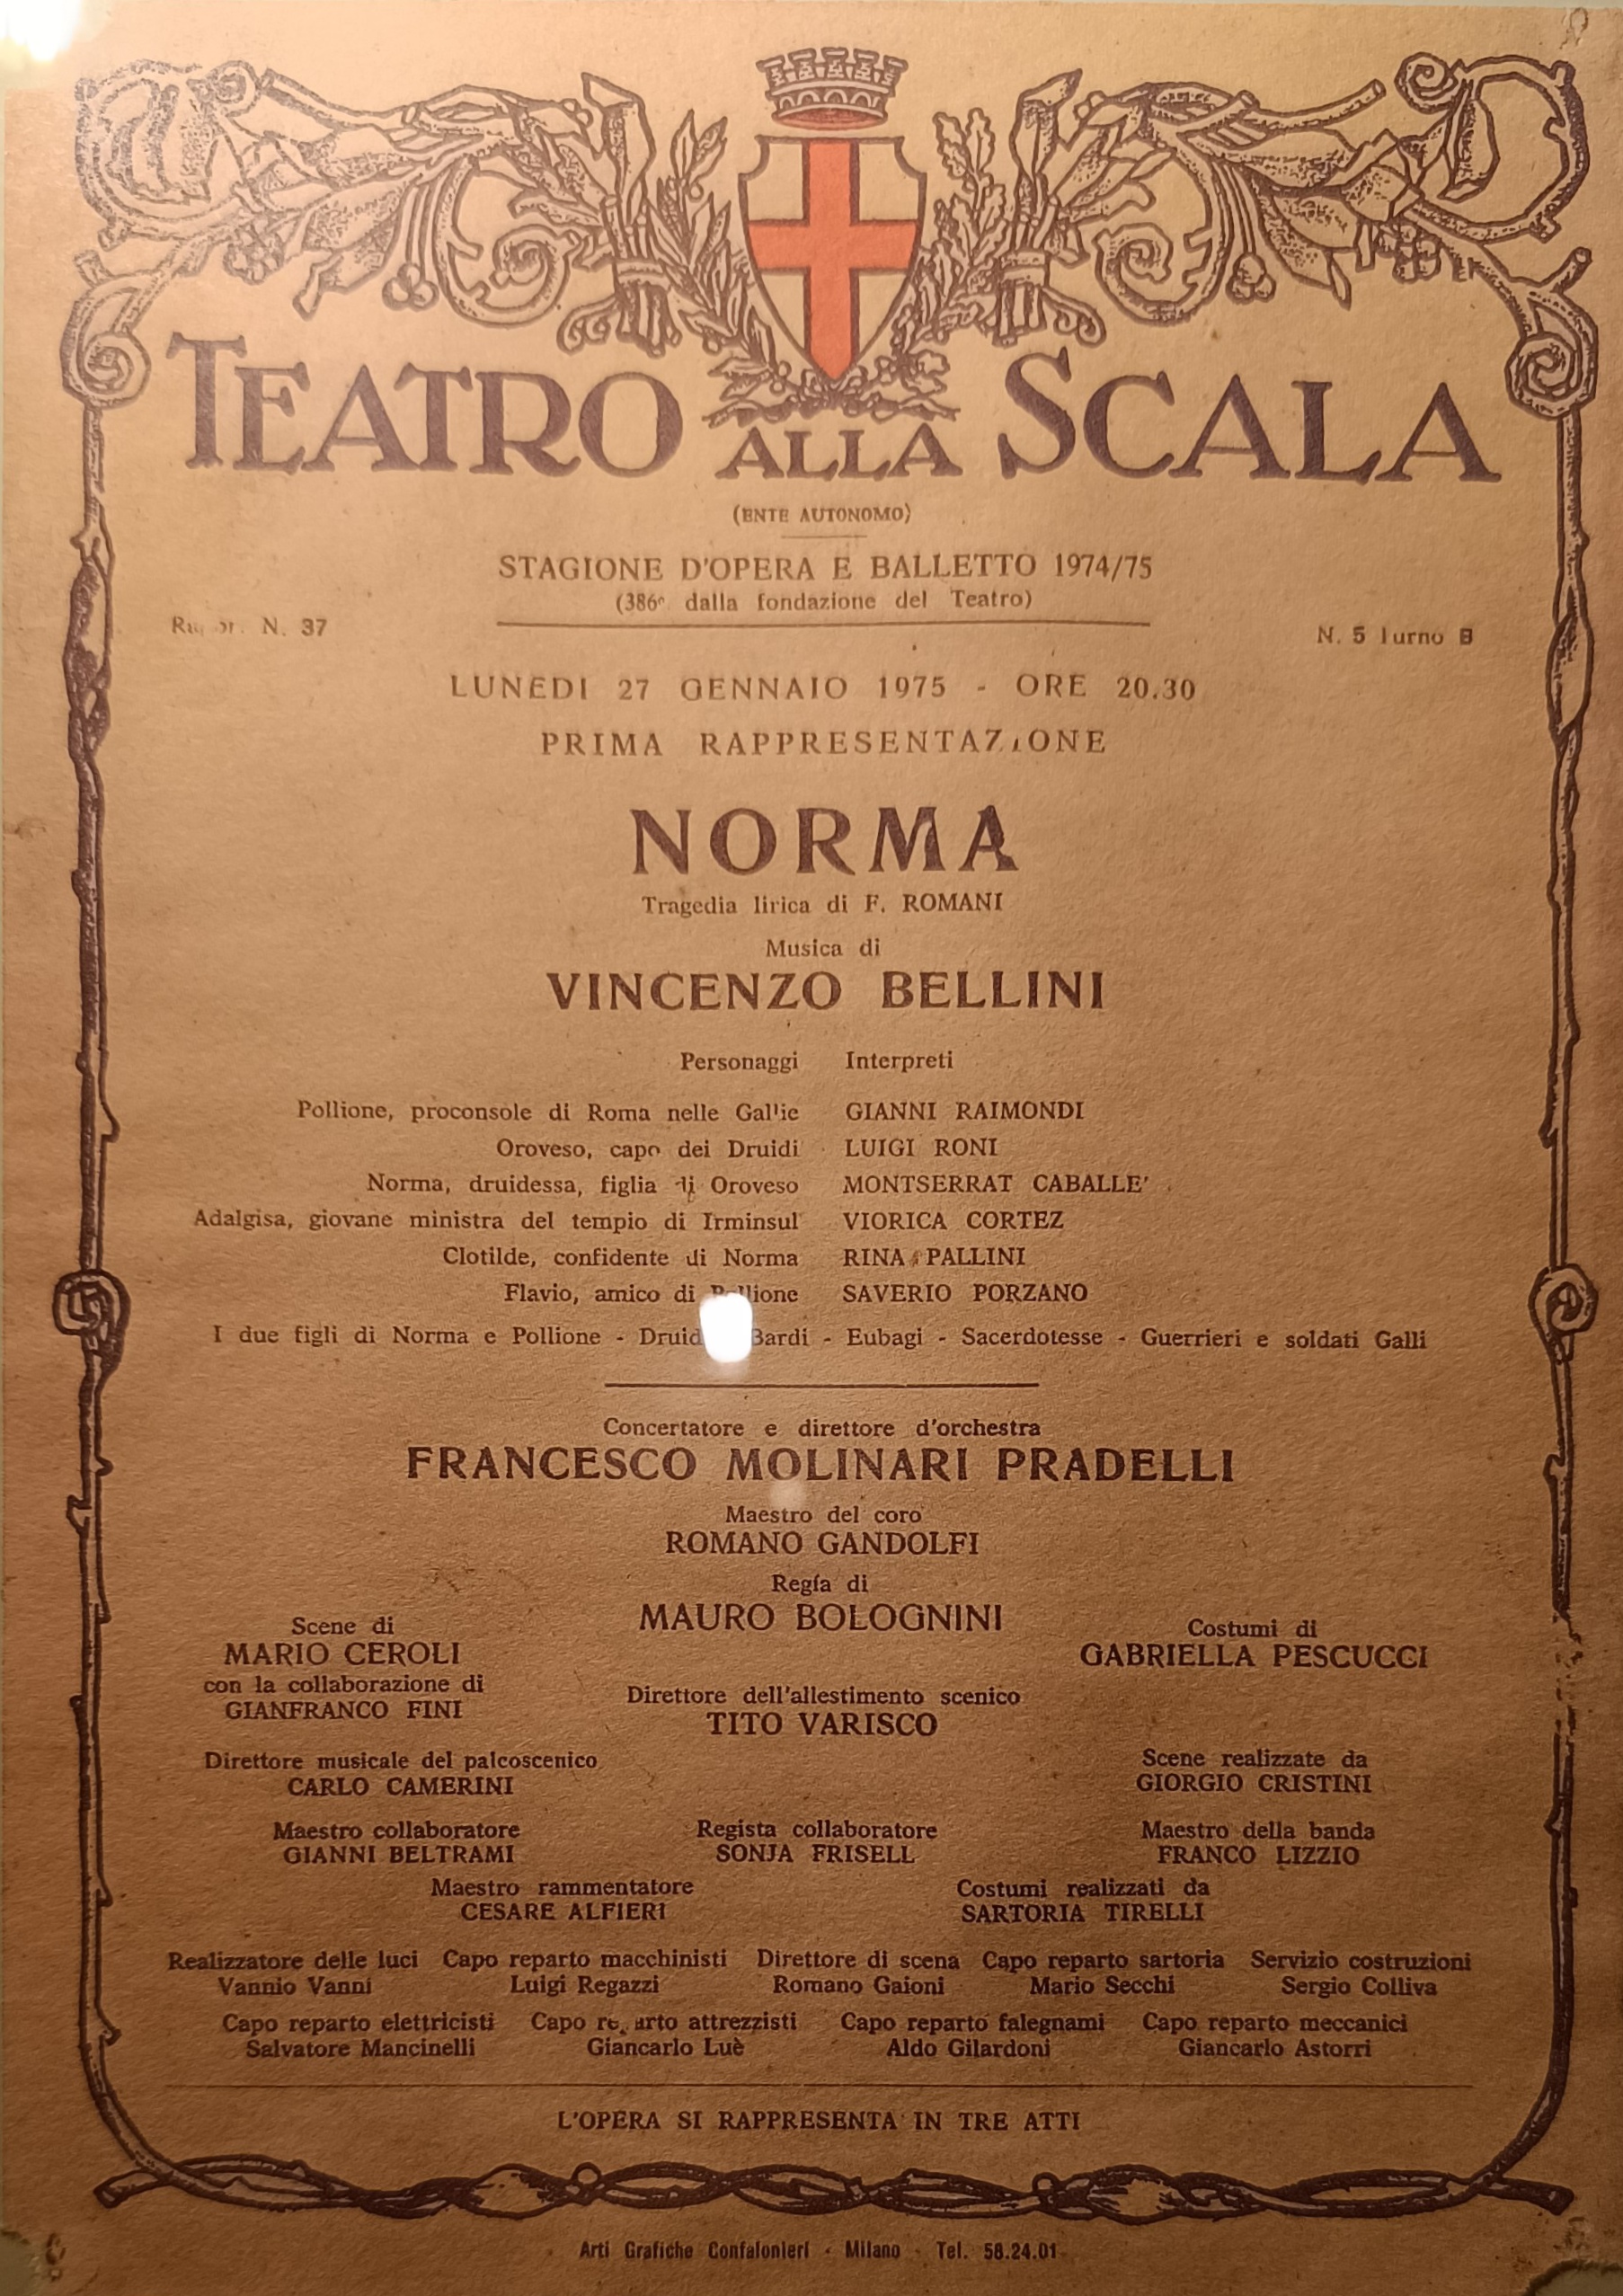 TEATRO ALLA SCALA
(ENTE AUTONOMO)
STAGIONE D'OPERA E BALLETTO 1974/75
(386ª dalla fondazione del Teatro)
N. 37
N. 5 Turno B
LUNEDI 27 GENNAIO 1975 - ORE 20.30
PRIMA RAPPRESENTAZIONE
NORMA
Tragedia lirica di F. ROMANI
Musica di
VINCENZO BELLINI
Personaggi Interpreti
Pollione, proconsole di Roma nelle Gallie GIANNI RAIMONDI
Oroveso, capo dei Druidi LUIGI RONI
Norma, druidessa, figlia di Oroveso MONTSERRAT CABALLE'
Adalgisa, giovane ministra del tempio di Irminsul VIORICA CORTEZ
Clotilde, confidente di Norma RINA PALLINI
Flavio, amico di Pollione SAVERIO PORZANO
I due figli di Norma e Pollione - Bardi - Eubagi - Sacerdotesse - Guerrieri e soldati Galli
Concertatore e direttore d'orchestra
FRANCESCO MOLINARI PRADELLI
Maestro del coro
ROMANO GANDOLFI
Regía di
MAURO BOLOGNINI
Scene di
MARIO CEROLI
con la collaborazione di
GIANFRANCO FINI
Costumi di
GABRIELLA PESCUCCI
Direttore dell'allestimento scenico
TITO VARISCO
Direttore musicale del palcoscenico
CARLO CAMERINI
Scene realizzate da
GIORGIO CRISTINI
Maestro collaboratore
GIANNI BELTRAMI
Regista collaboratore
SONJA FRISELL
Maestro della banda
FRANCO LIZZIO
Maestro rammentatore
CESARE ALFIERI
Costumi realizzati da
SARTORIA TIRELLI
Realizzatore delle luci Capo reparto macchinisti Direttore di scena Capo reparto sartoria Servizio costruzioni
Vannio Vanni Luigi Regazzi Romano Gaioni Mario Secchi Sergio Colliva
Capo reparto elettricisti Capo reparto attrezzisti Capo reparto falegnami Capo reparto meccanici
Salvatore Mancinelli Giancarlo Luè Aldo Gilardoni Giancarlo Astorri
L'OPERA SI RAPPRESENTA IN TRE ATTI
Arti Grafiche Confalonieri - Milano - Tel. 58.24.01